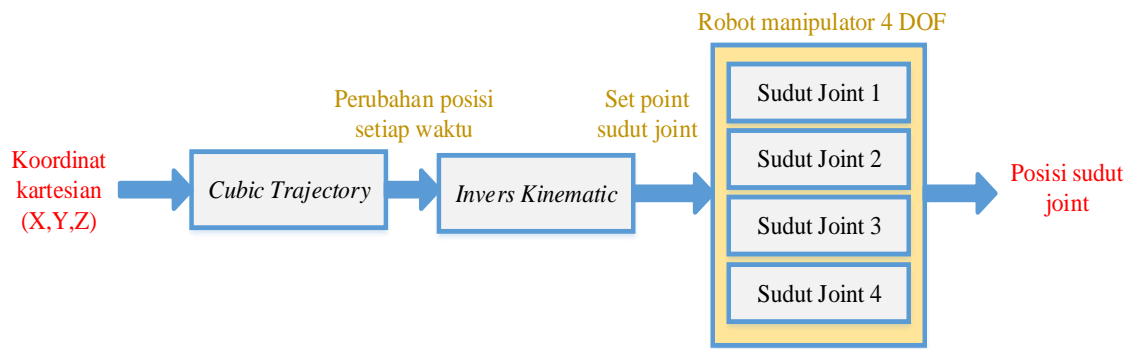 Robot manipulator 4 DOF
Sudut Joint 1
Sudut Joint 2
Sudut Joint 3
Sudut Joint 4
Perubahan posisi
setiap waktu
Set point
sudut joint
Koordinat
kartesian
(X,Y,Z)
Cubic Trajectory
Invers Kinematic
Posisi sudut
joint